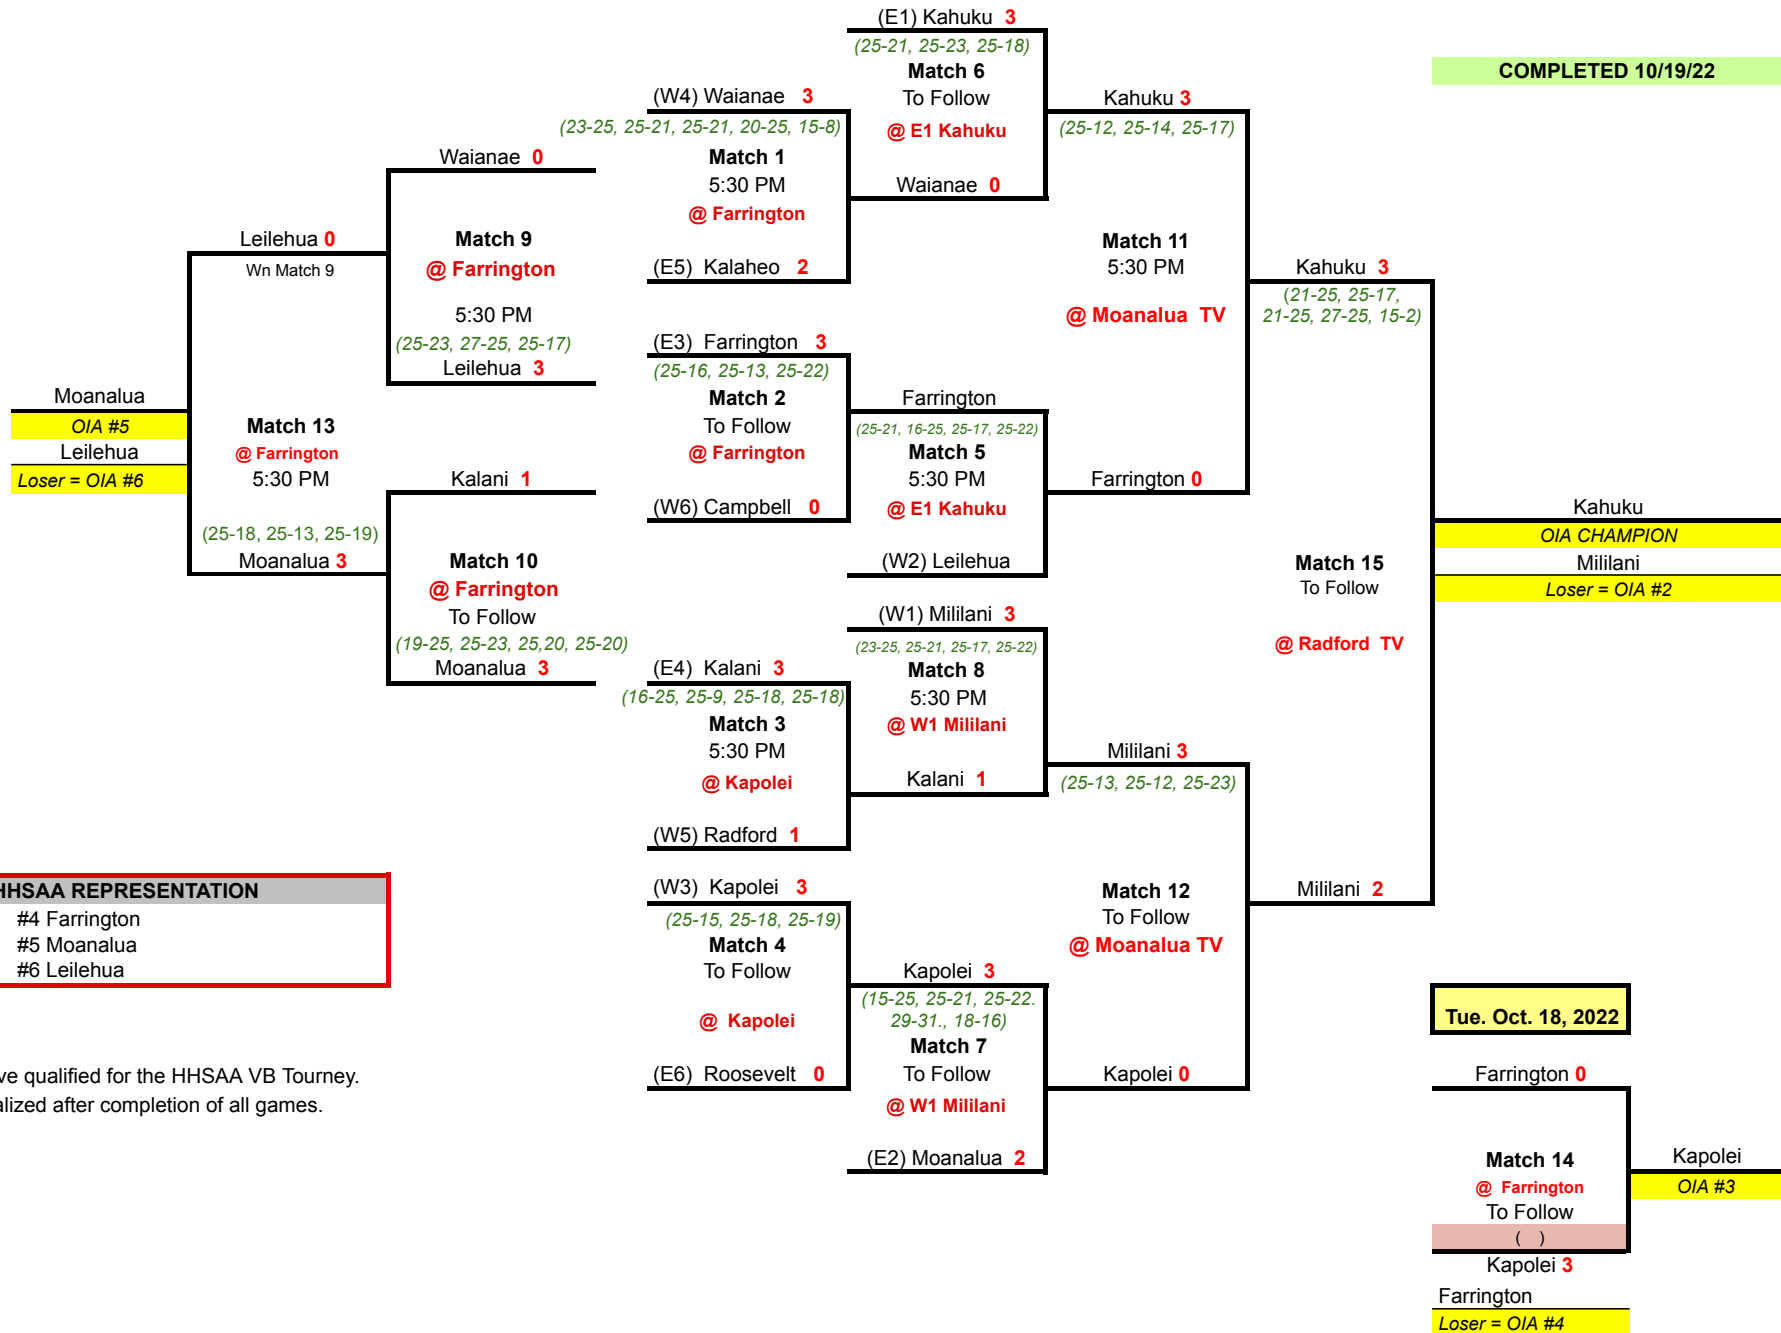 (E1) Kahuku 3
(25-21, 25-23, 25-18)
Match 6
To Follow
@ E1 Kahuku
Waianae 0
COMPLETED 10/19/22
(W4) Waianae 3
(23-25, 25-21, 25-21, 20-25, 15-8)
Match 1
5:30 PM
@ Farrington
(E5) Kalaheo 2
Kahuku 3
(25-12, 25-14, 25-17)
Match 11
5:30 PM
@ Moanalua TV
Farrington 0
Waianae 0
Match 9
@ Farrington
5:30 PM
(25-23, 27-25, 25-17)
Leilehua 3
Leilehua 0
Wn Match 9
Match 13
@ Farrington
5:30 PM
(25-18, 25-13, 25-19)
Moanalua 3
Moanalua
OIA #5
Leilehua
Loser = OIA #6
Kalani 1
Match 10
@ Farrington
To Follow
(19-25, 25-23, 25,20, 25-20)
Moanalua 3
(E3) Farrington 3
(25-16, 25-13, 25-22)
Match 2
To Follow
@ Farrington
(W6) Campbell 0
Farrington
(25-21, 16-25, 25-17, 25-22)
Match 5
5:30 PM
@ E1 Kahuku
(W2) Leilehua
Kahuku 3
(21-25, 25-17,
21-25, 27-25, 15-2)
Match 15
To Follow
@ Radford TV
Mililani 2
Kahuku
OIA CHAMPION
Mililani
Loser = OIA #2
(W1) Mililani 3
(23-25, 25-21, 25-17, 25-22)
Match 8
5:30 PM
@ W1 Mililani
Kalani 1
(E4) Kalani 3
(16-25, 25-9, 25-18, 25-18)
Match 3
5:30 PM
@ Kapolei
(W5) Radford 1
Mililani 3
(25-13, 25-12, 25-23)
Match 12
To Follow
@ Moanalua TV
Kapolei 0
(W3) Kapolei 3
(25-15, 25-18, 25-19)
Match 4
To Follow
@ Kapolei
(E6) Roosevelt 0
Kapolei 3
(15-25, 25-21, 25-22.
29-31., 18-16)
Match 7
To Follow
@ W1 Mililani
(E2) Moanalua 2
HHSAA REPRESENTATION
#4 Farrington
#5 Moanalua
#6 Leilehua
qualified for the HHSAA VB Tourney.
after completion of all games.
Tue. Oct. 18, 2022
Farrington 0
Match 14
@ Farrington
To Follow
( )
Kapolei 3
Farrington
Loser = OIA #4
Kapolei
OIA #3